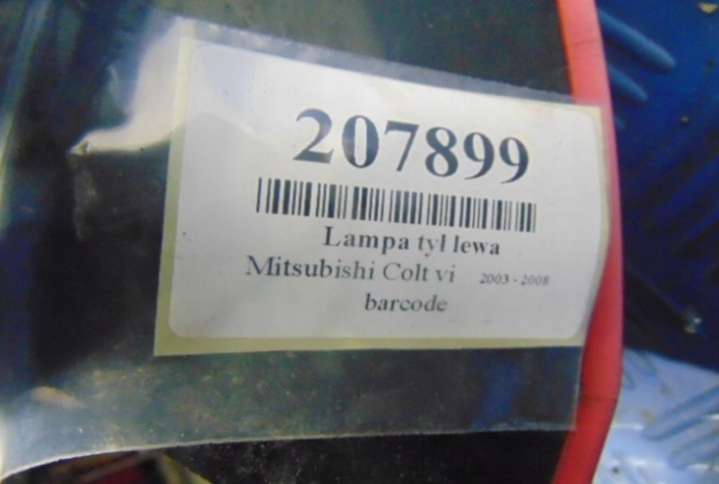 207899
Lampa tył lewa
Mitsubishi Colt vi 2003 - 2008
barcode